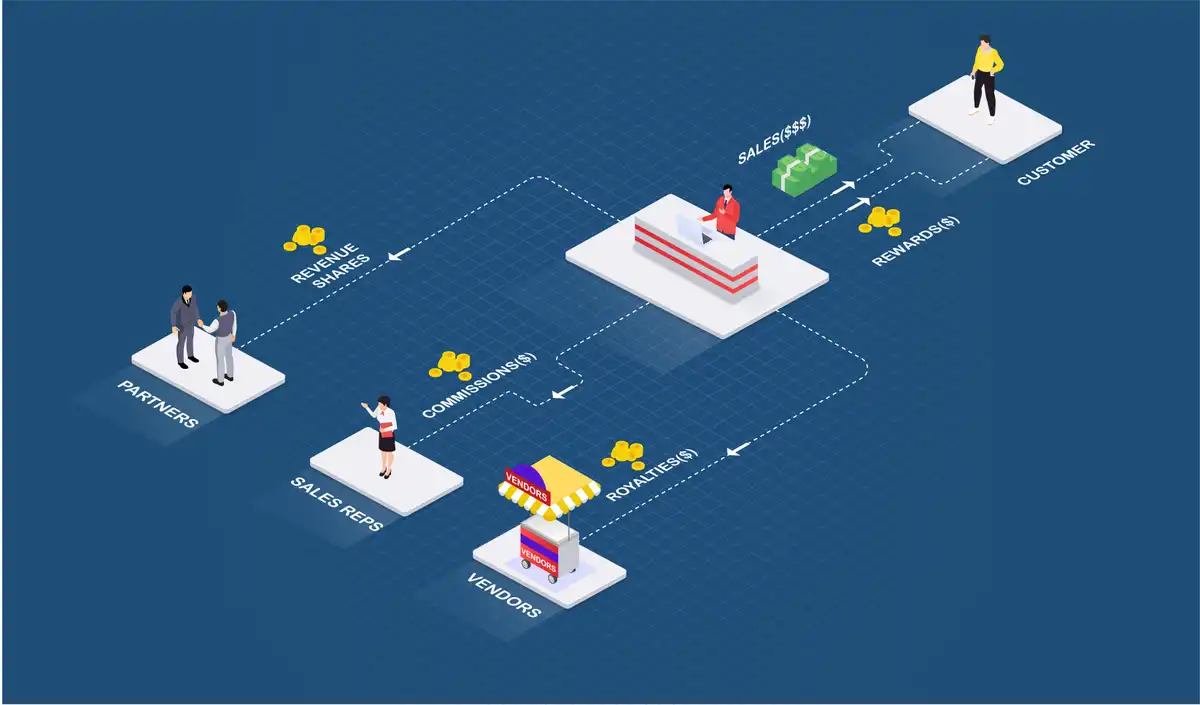 SALES($$$)
CUSTOMER
REWARDS($)
REVENUE
SHARES
COMMISSIONS($)
PARTNERS
ROYALTIES($)
SALES REPS
VENDORS
VENDORS
VENDORS